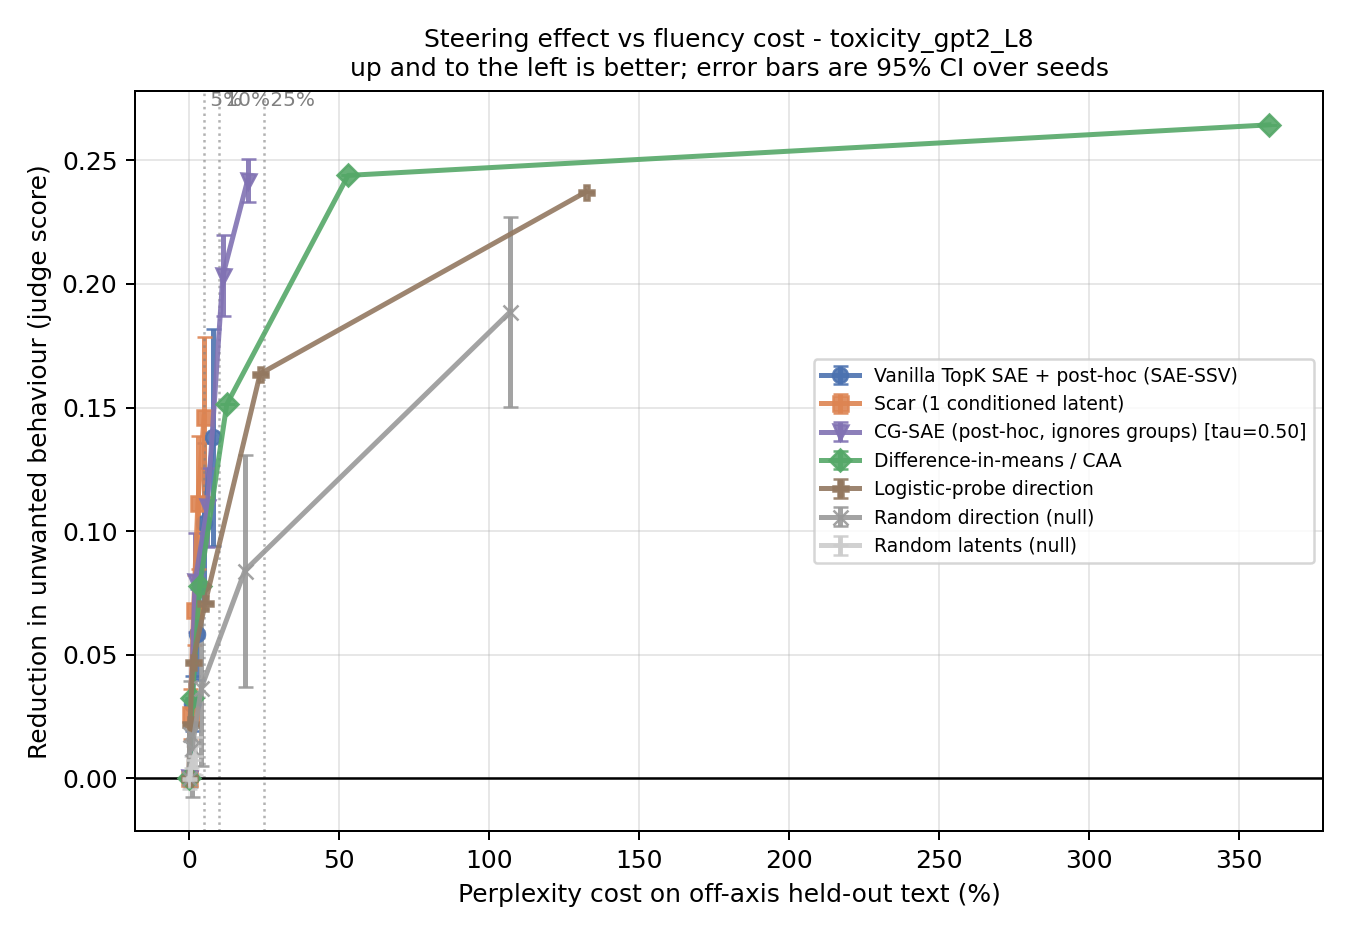 Steering effect vs fluency cost - toxicity_gpt2_L8
up and to the left is better; error bars are 95% CI over seeds
5%
10%
25%
Reduction in unwanted behaviour (judge score)
0.25
0.20
0.15
0.10
0.05
0.00
Vanilla TopK SAE + post-hoc (SAE-SSV)
Scar (1 conditioned latent)
CG-SAE (post-hoc, ignores groups) [tau=0.50]
Difference-in-means / CAA
Logistic-probe direction
Random direction (null)
Random latents (null)
0 50 100 150 200 250 300 350
Perplexity cost on off-axis held-out text (%)